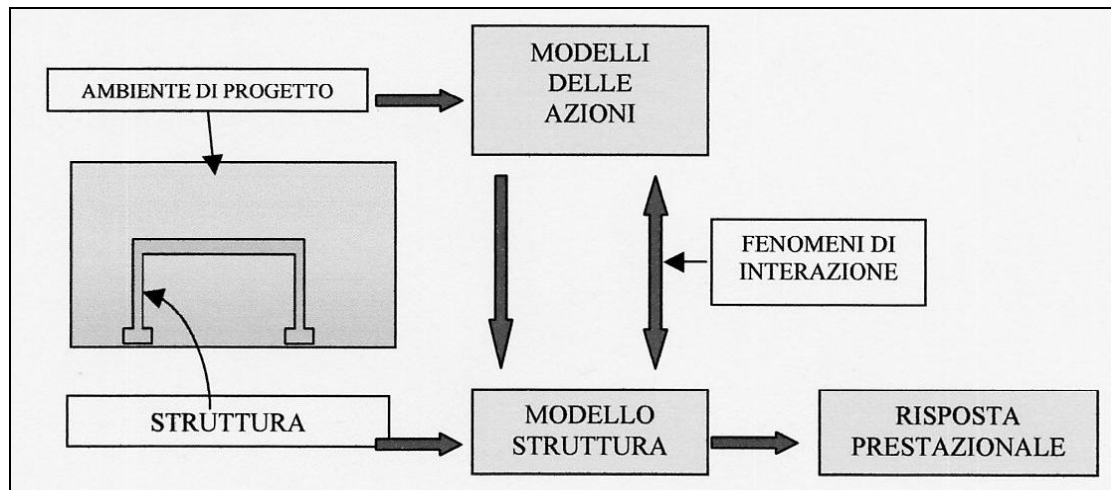 MODELLI
DELLE
AZIONI
AMBIENTE DI PROGETTO
FENOMENI DI
INTERAZIONE
STRUTTURA
MODELLO
STRUTTURA
RISPOSTA
PRESTAZIONALE